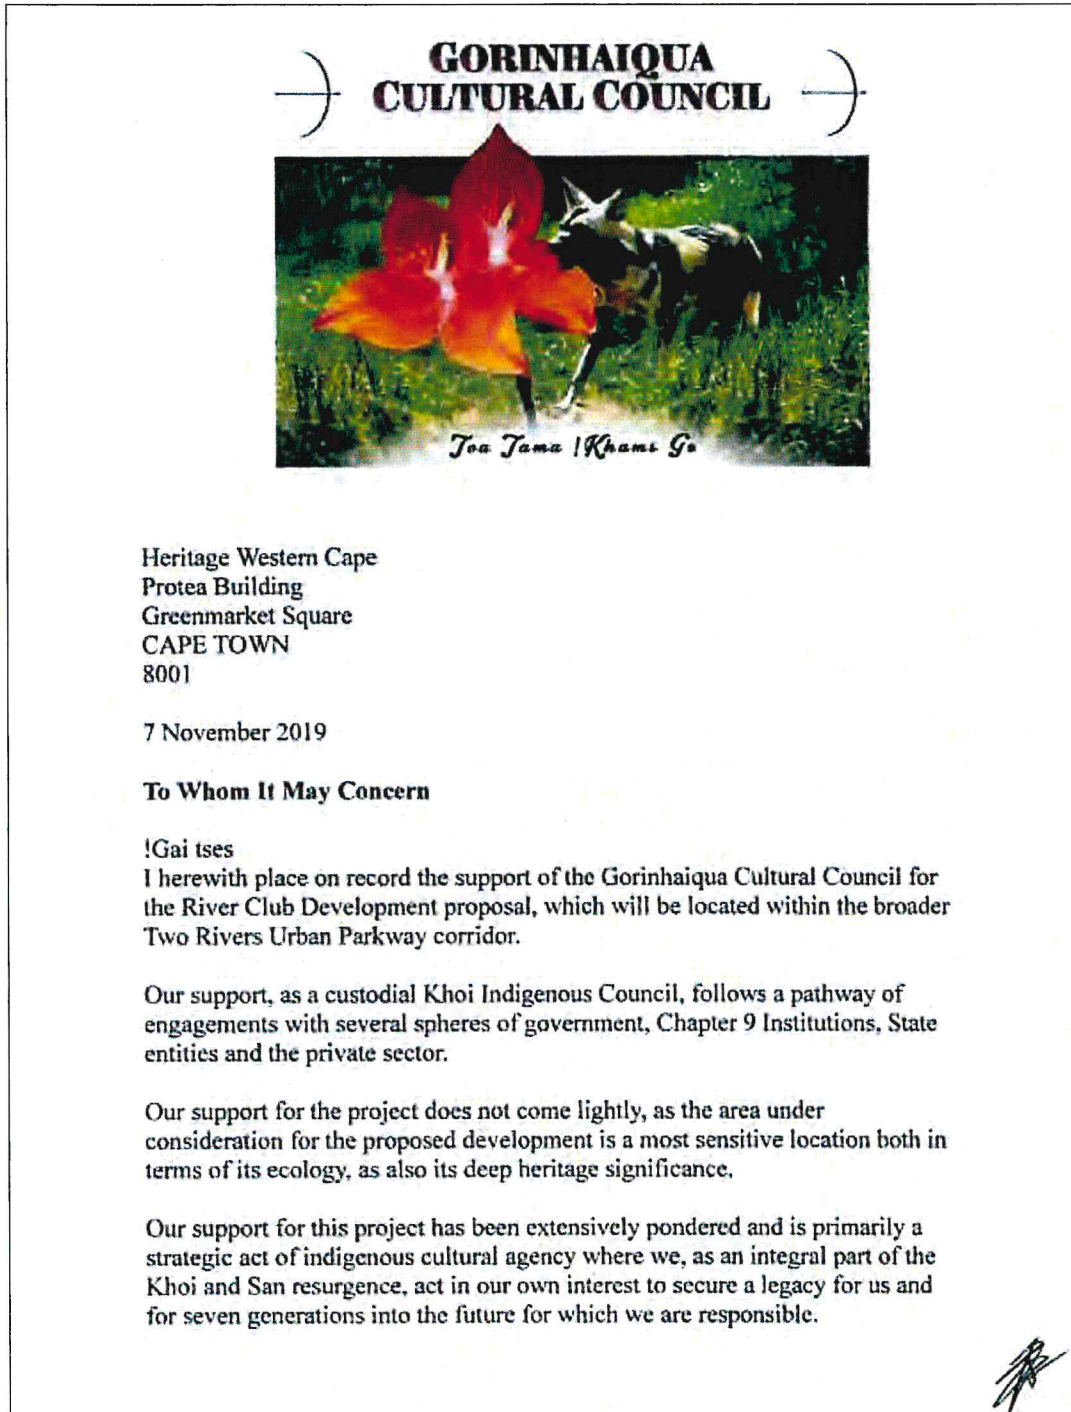 GORINHAIQUA
CULTURAL COUNCIL
Toa Tama !Khams Ge
Heritage Western Cape
Protea Building
Greenmarket Square
CAPE TOWN
8001
7 November 2019
To Whom It May Concern
!Gai tses
I herewith place on record the support of the Gorinhaiqua Cultural Council for
the River Club Development proposal, which will be located within the broader
Two Rivers Urban Parkway corridor.
Our support, as a custodial Khoi Indigenous Council, follows a pathway of
engagements with several spheres of government, Chapter 9 Institutions, State
entities and the private sector.
Our support for the project does not come lightly, as the area under
consideration for the proposed development is a most sensitive location both in
terms of its ecology, as also its deep heritage significance.
Our support for this project has been extensively pondered and is primarily a
strategic act of indigenous cultural agency where we, as an integral part of the
Khoi and San resurgence, act in our own interest to secure a legacy for us and
for seven generations into the future for which we are responsible.